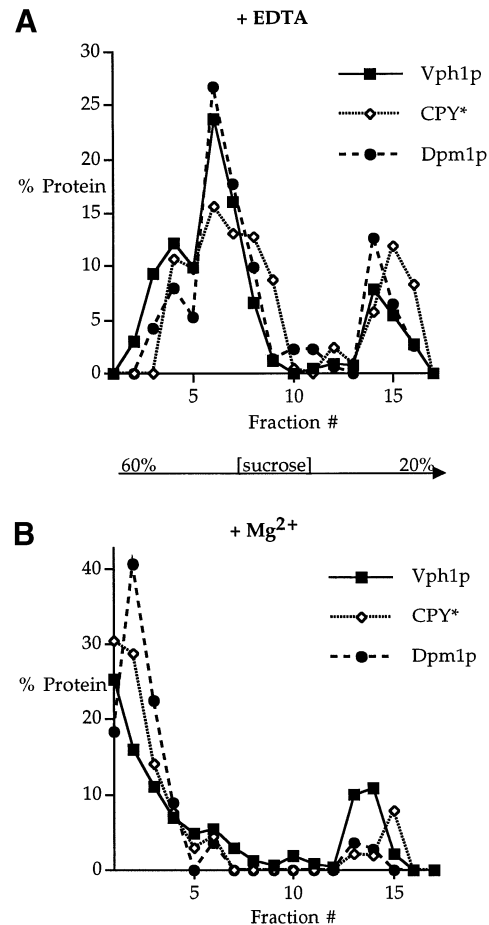 A
+ EDTA
30
25
20
% Protein
15
10
5
0
Vph1p
CPY*
Dpm1p
5 10 15
Fraction #
60% [sucrose] 20%
B
+ Mg2+
40
30
% Protein
20
10
0
Vph1p
CPY*
Dpm1p
5 10 15
Fraction #